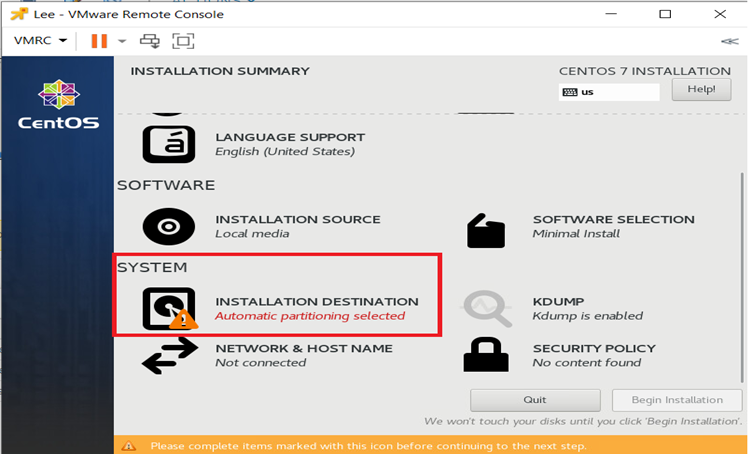 Lee - VMware Remote Console
VMRC
INSTALLATION SUMMARY
CENTOS 7 INSTALLATION
us
Help!
CentOS
á
LANGUAGE SUPPORT
English (United States)
SOFTWARE
INSTALLATION SOURCE
Local media
SOFTWARE SELECTION
Minimal Install
SYSTEM
INSTALLATION DESTINATION
Automatic partitioning selected
KDUMP
Kdump is enabled
NETWORK & HOST NAME
Not connected
SECURITY POLICY
No content found
Quit
Begin Installation
We won't touch your disks until you click 'Begin Installation'.
Please complete items marked with this icon before continuing to the next step.